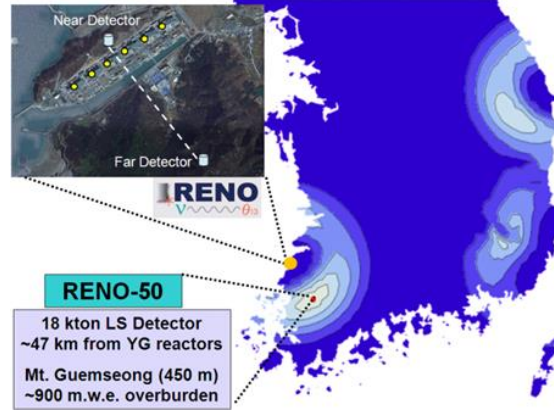 Near Detector
Far Detector
RENO
ν θ₁₃
RENO-50
18 kton LS Detector
~47 km from YG reactors
Mt. Guemseong (450 m)
~900 m.w.e. overburden